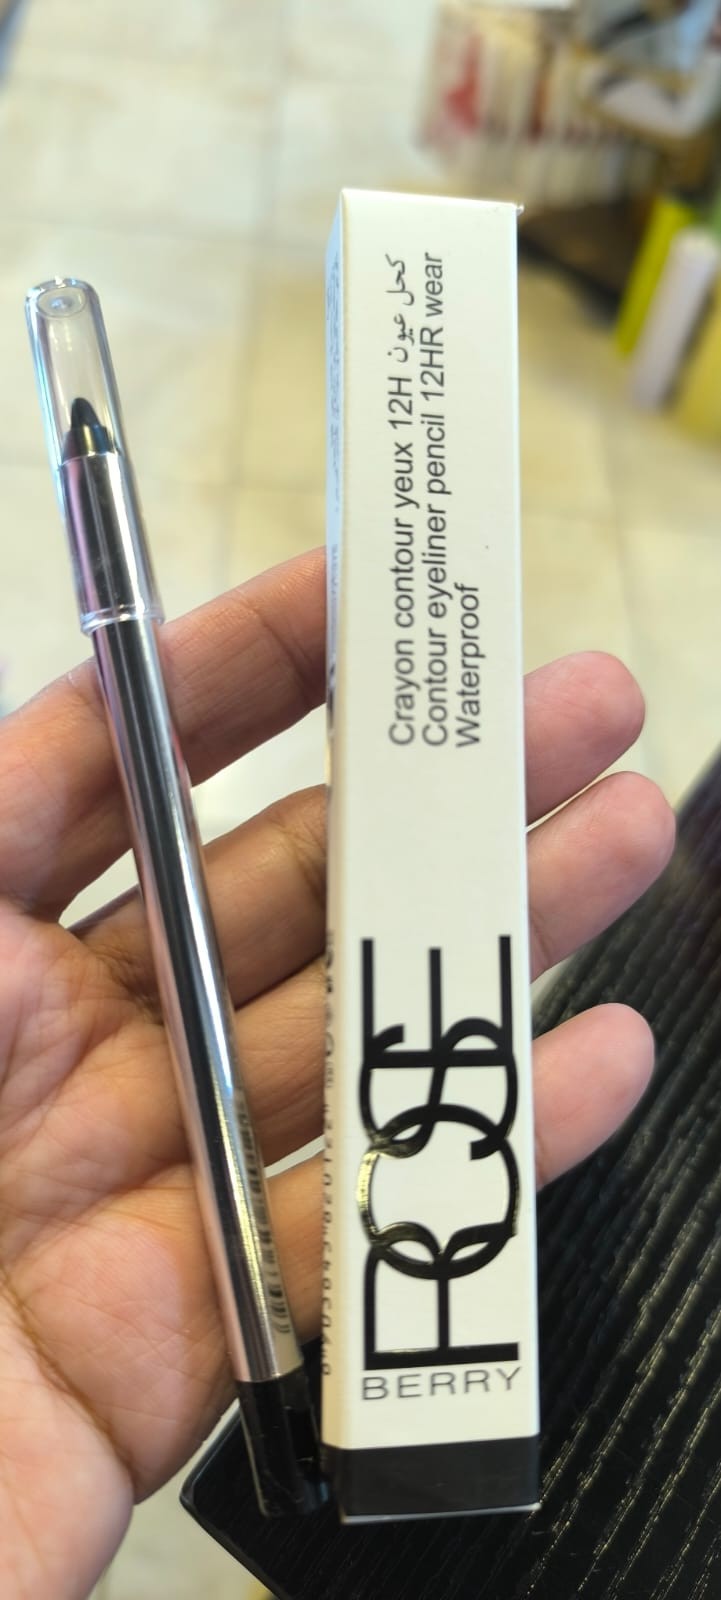 Crayon contour yeux 12H كحل عيون
Contour eyeliner pencil 12HR wear
Waterproof
ROSE
BERRY